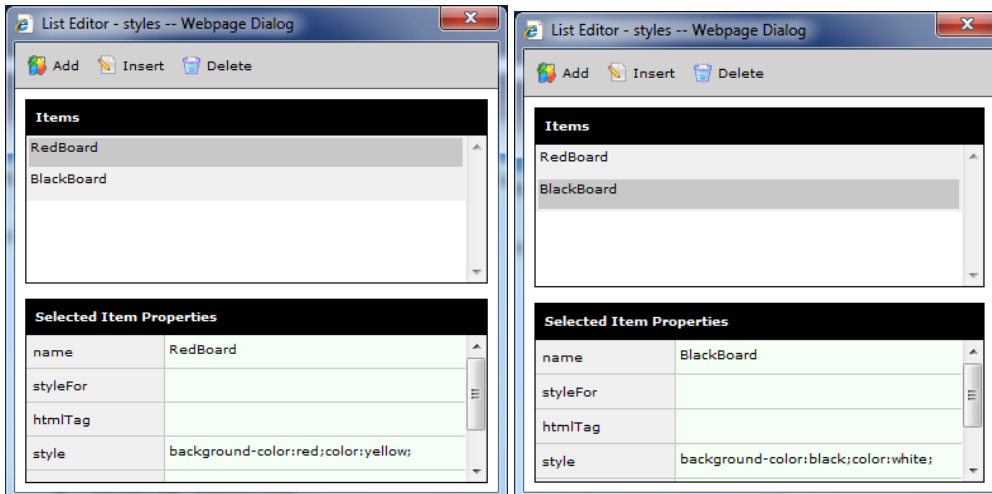 List Editor - styles -- Webpage Dialog
Add Insert Delete
Items
RedBoard
BlackBoard
Selected Item Properties
name RedBoard
styleFor
htmlTag
style background-color:red;color:yellow;
List Editor - styles -- Webpage Dialog
Add Insert Delete
Items
RedBoard
BlackBoard
Selected Item Properties
name BlackBoard
styleFor
htmlTag
style background-color:black;color:white;